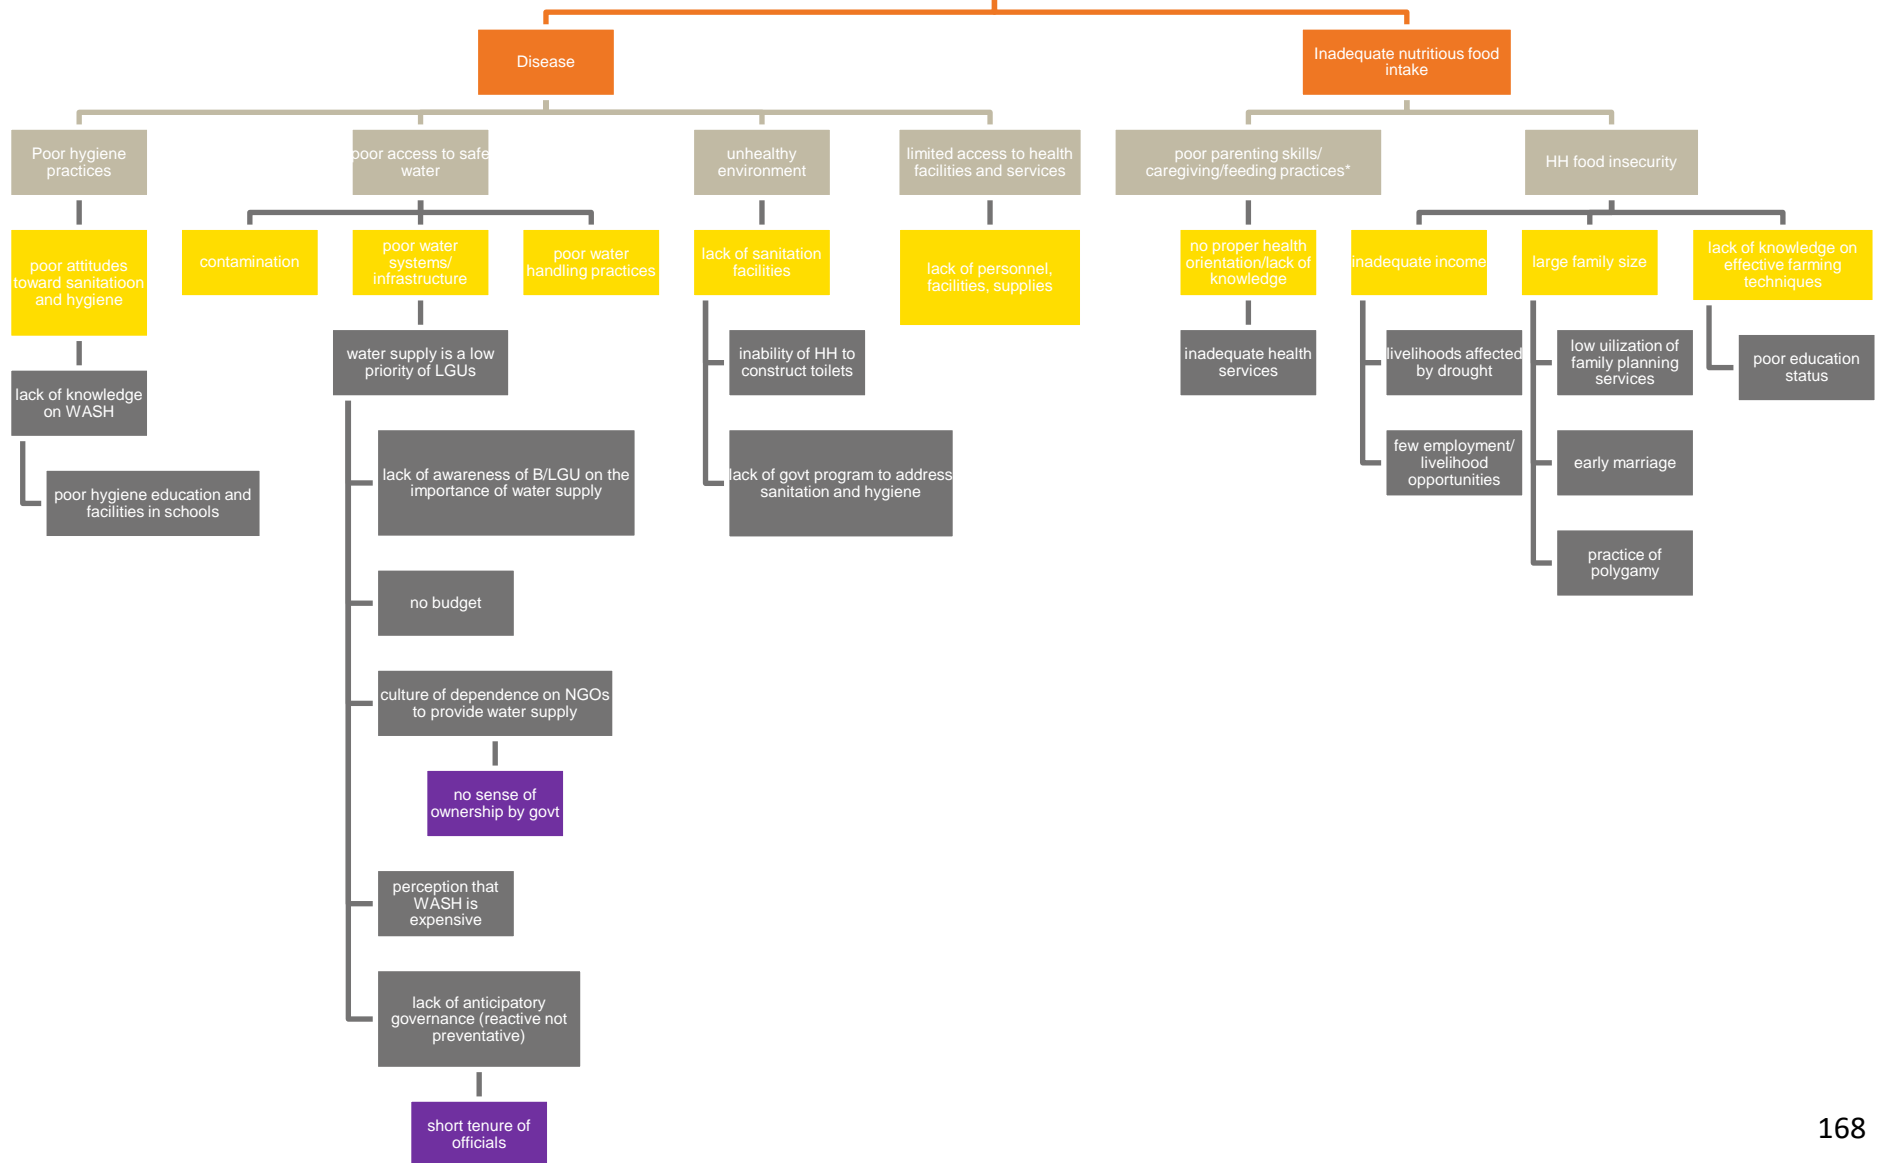 Disease
Inadequate nutritious food
intake
Poor hygiene
practices
poor access to safe
water
unhealthy
environment
limited access to health
facilities and services
poor parenting skills/
caregiving/feeding practices*
HH food insecurity
poor attitudes
toward sanitatioon
and hygiene
contamination
poor water
systems/
infrastructure
poor water
handling practices
lack of sanitation
facilities
lack of personnel,
facilities, supplies
no proper health
orientation/lack of
knowledge
inadequate income
large family size
lack of knowledge on
effective farming
techniques
lack of knowledge
on WASH
water supply is a low
priority of LGUs
inability of HH to
construct toilets
inadequate health
services
livelihoods affected
by drought
low uilization of
family planning
services
poor education
status
poor hygiene education and
facilities in schools
lack of awareness of B/LGU on the
importance of water supply
lack of govt program to address
sanitation and hygiene
few employment/
livelihood
opportunities
early marriage
no budget
practice of
polygamy
culture of dependence on NGOs
to provide water supply
no sense of
ownership by govt
perception that
WASH is
expensive
lack of anticipatory
governance (reactive not
preventative)
short tenure of
officials
168